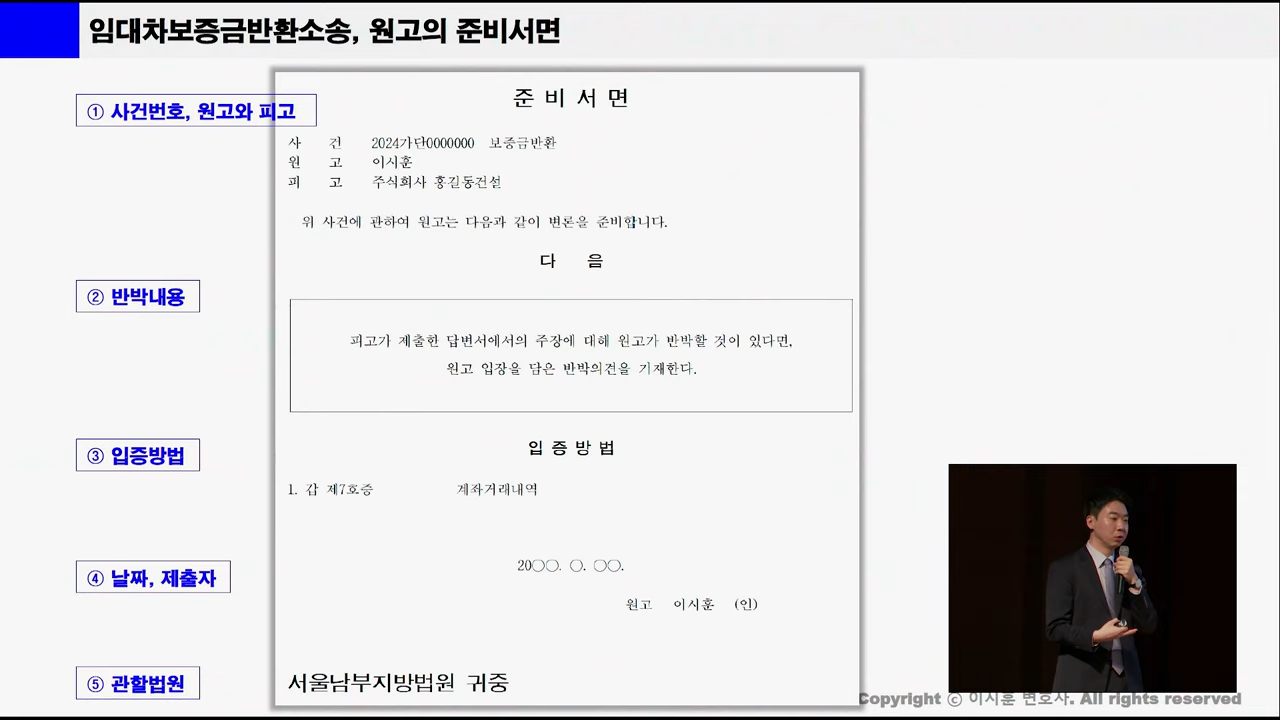 임대차보증금반환소송, 원고의 준비서면
① 사건번호, 원고와 피고
준 비 서 면
사 건 2024가단0000000 보증금반환
원 고 이시훈
피 고 주식회사 홍길동건설
위 사건에 관하여 원고는 다음과 같이 변론을 준비합니다.
다 음
② 반박내용
피고가 제출한 답변서에서의 주장에 대해 원고가 반박할 것이 있다면,
원고 입장을 담은 반박의견을 기재한다.
③ 입증방법
입 증 방 법
1. 갑 제7호증 계좌거래내역
④ 날짜, 제출자
20○○. ○. ○○.
원고 이시훈 (인)
⑤ 관할법원
서울남부지방법원 귀중
Copyright ⓒ 이시훈 변호사. All rights reserved